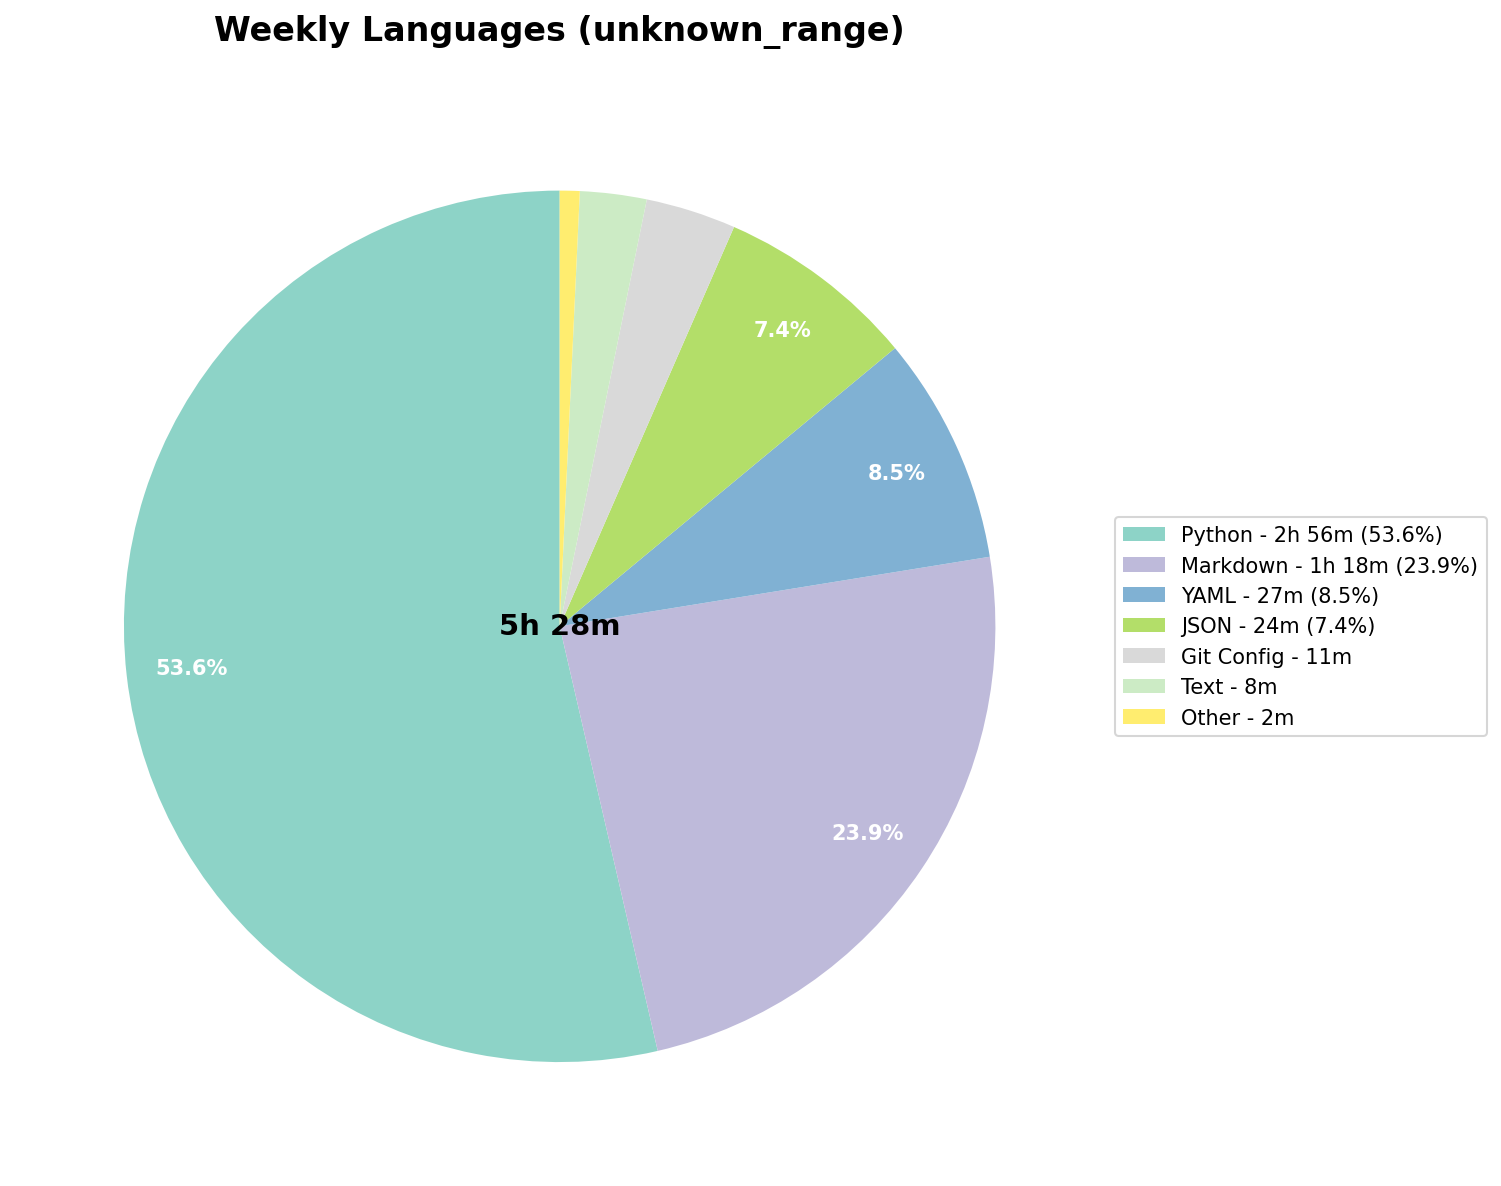 Weekly Languages (unknown_range)
7.4%
8.5%
5h 28m
53.6%
23.9%
Python - 2h 56m (53.6%)
Markdown - 1h 18m (23.9%)
YAML - 27m (8.5%)
JSON - 24m (7.4%)
Git Config - 11m
Text - 8m
Other - 2m